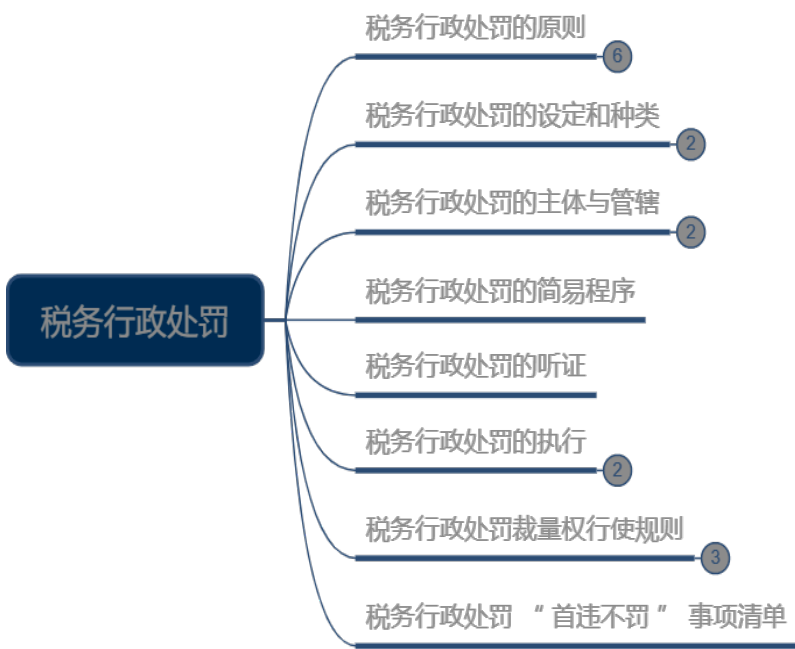 税务行政处罚的原则
6
税务行政处罚的设定和种类
2
税务行政处罚的主体与管辖
2
税务行政处罚
税务行政处罚的简易程序
税务行政处罚的听证
税务行政处罚的执行
2
税务行政处罚裁量权行使规则
3
税务行政处罚 “ 首违不罚 ” 事项清单